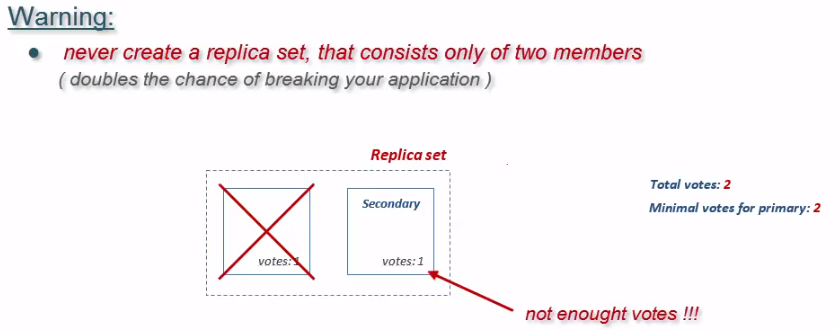 Warning:
● never create a replica set, that consists only of two members
( doubles the chance of breaking your application )
Replica set
Total votes: 2
Minimal votes for primary: 2
Secondary
votes: 1
votes: 1
not enought votes !!!